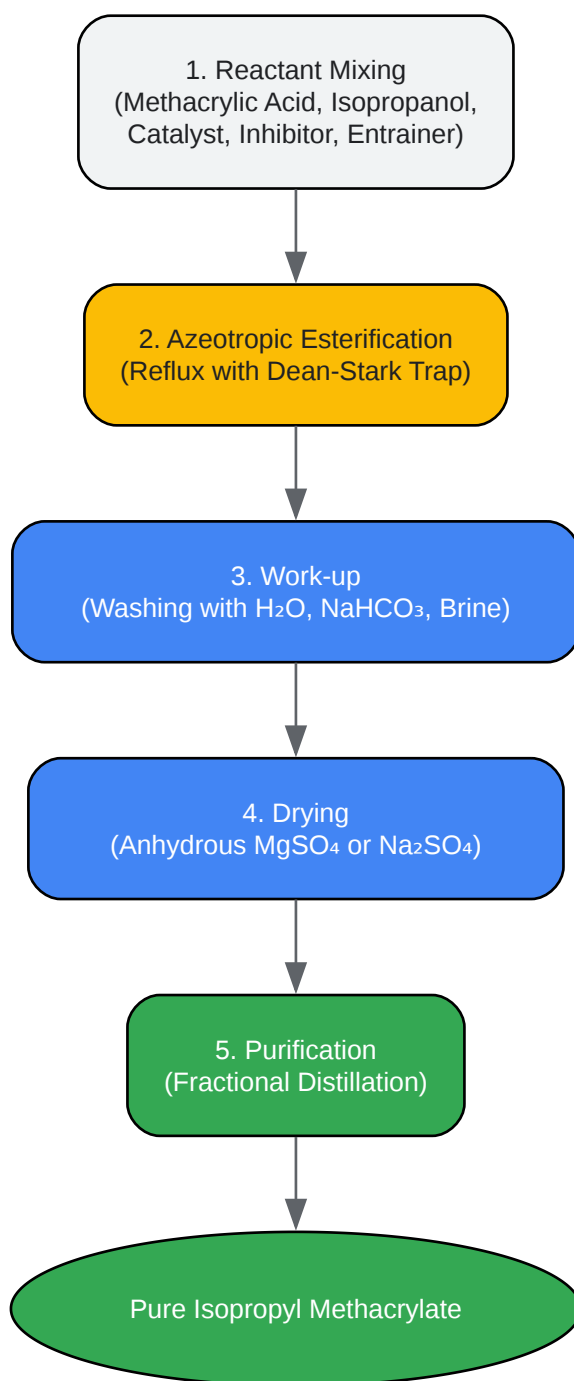 1. Reactant Mixing
(Methacrylic Acid, Isopropanol,
Catalyst, Inhibitor, Entrainer)
2. Azeotropic Esterification
(Reflux with Dean-Stark Trap)
3. Work-up
(Washing with H₂O, NaHCO₃, Brine)
4. Drying
(Anhydrous MgSO₄ or Na₂SO₄)
5. Purification
(Fractional Distillation)
Pure Isopropyl Methacrylate